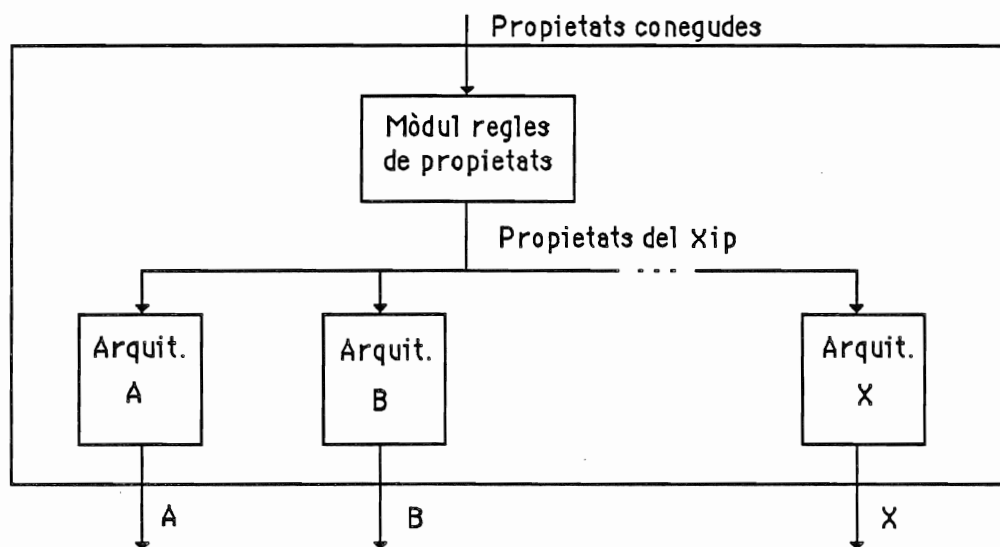 Propietats conegudes
Mòdul regles
de propietats
Propietats del Xip
Arquit.
A
Arquit.
B
Arquit.
X
A
B
X